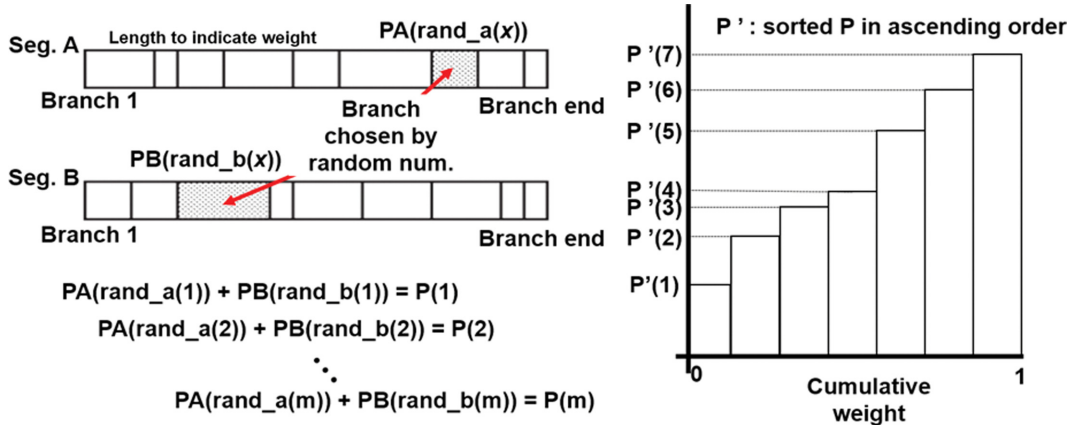 Seg. A
Length to indicate weight
PA(rand_a(x))
Branch 1
Branch
chosen by
random num.
Branch end
PB(rand_b(x))
Seg. B
Branch 1
Branch end
PA(rand_a(1)) + PB(rand_b(1)) = P(1)
PA(rand_a(2)) + PB(rand_b(2)) = P(2)
PA(rand_a(m)) + PB(rand_b(m)) = P(m)
P ’ : sorted P in ascending order
P ’(7)
P ’(6)
P ’(5)
P ’(4)
P ’(3)
P ’(2)
P’(1)
0
1
Cumulative
weight